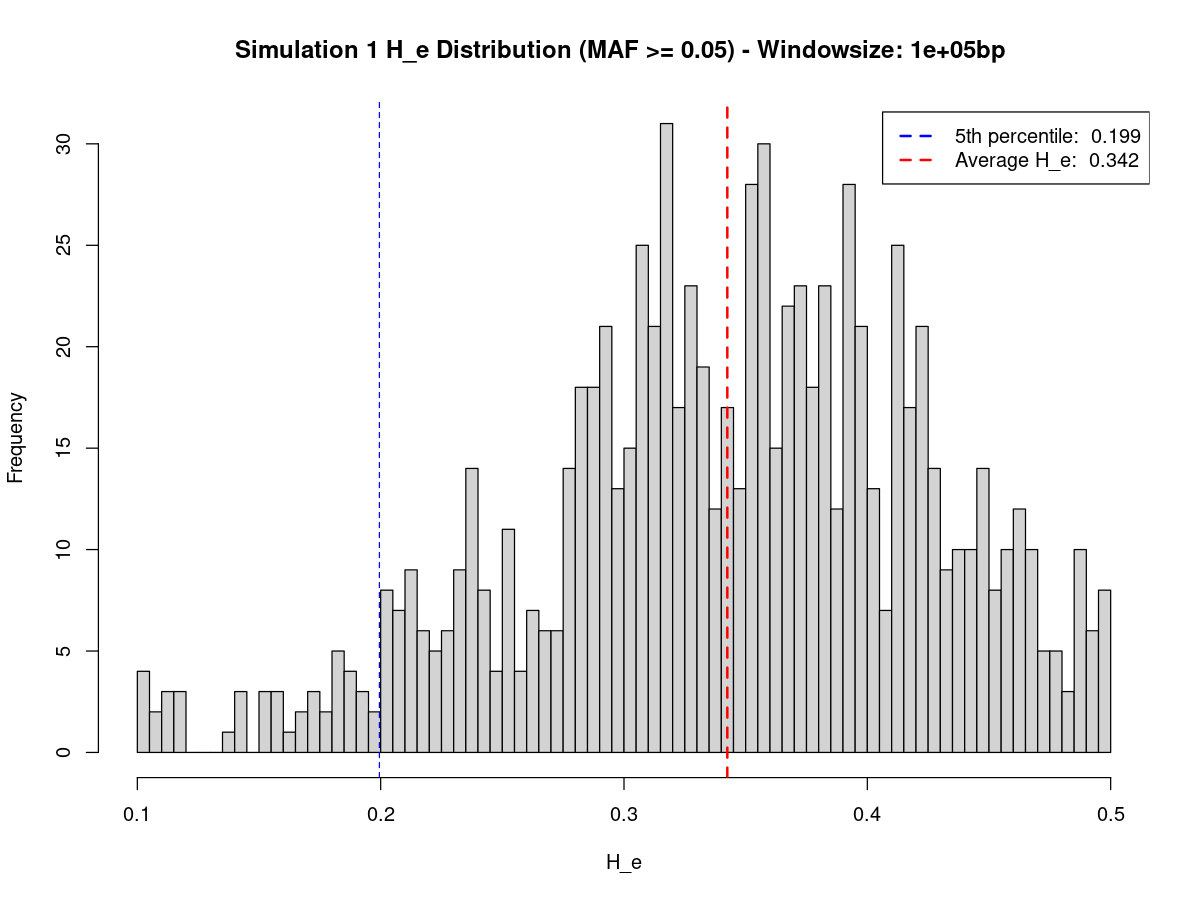 Simulation 1 H_e Distribution (MAF >= 0.05) - Windowsize: 1e+05bp
5th percentile: 0.199
Average H_e: 0.342
Frequency
30
25
20
15
10
5
0
0.1 0.2 0.3 0.4 0.5
H_e